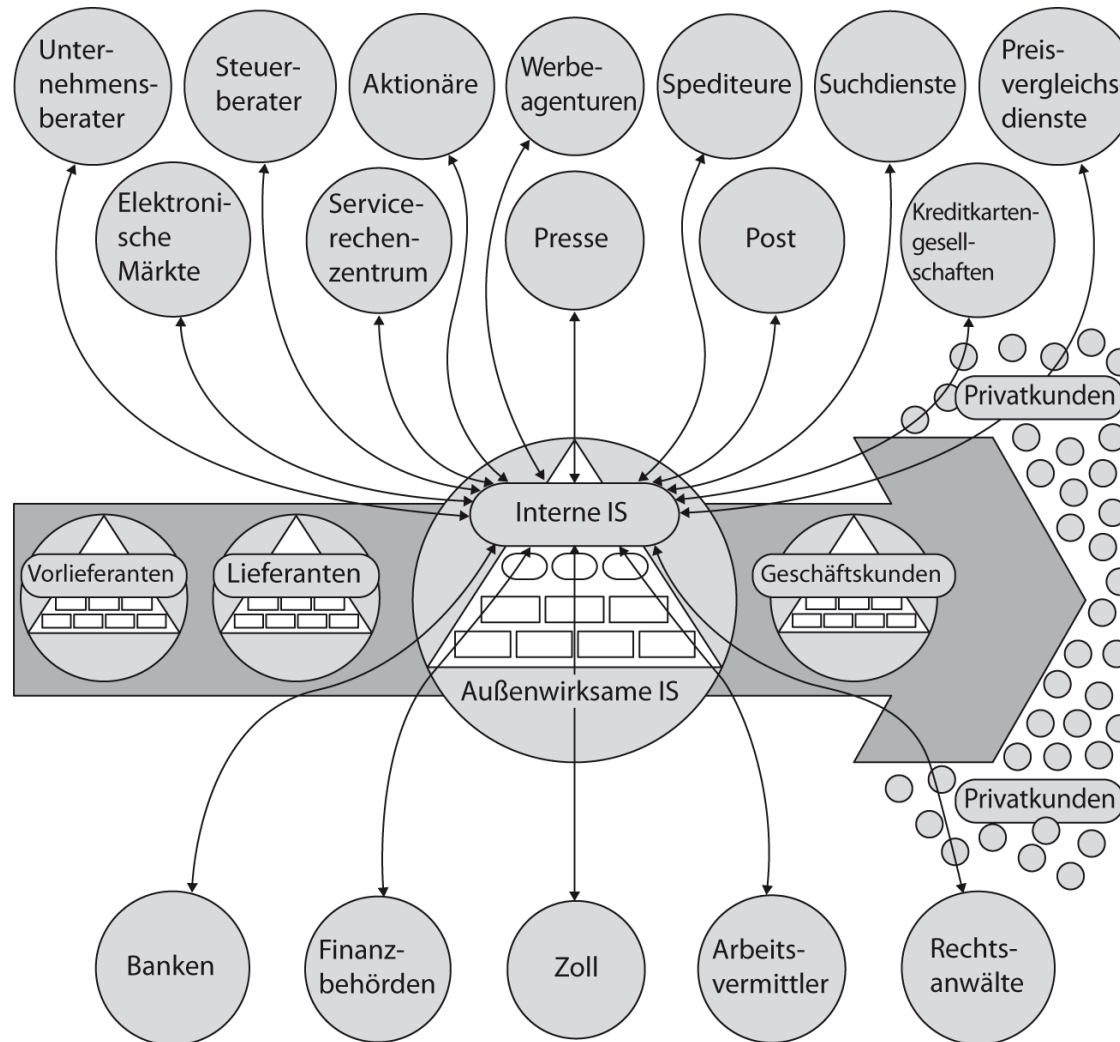 Unter-
nehmens-
berater
Steuer-
berater
Aktionäre
Werbe-
agenturen
Spediteure
Suchdienste
Preis-
vergleichs
dienste
Elektroni-
sche
Märkte
Service-
rechen-
zentrum
Presse
Post
Kreditkarten-
gesell-
schaften
Privatkunden
Interne IS
Vorlieferanten
Lieferanten
Geschäftskunden
Außenwirksame IS
Privatkunden
Banken
Finanz-
behörden
Zoll
Arbeits-
vermittler
Rechts-
anwälte